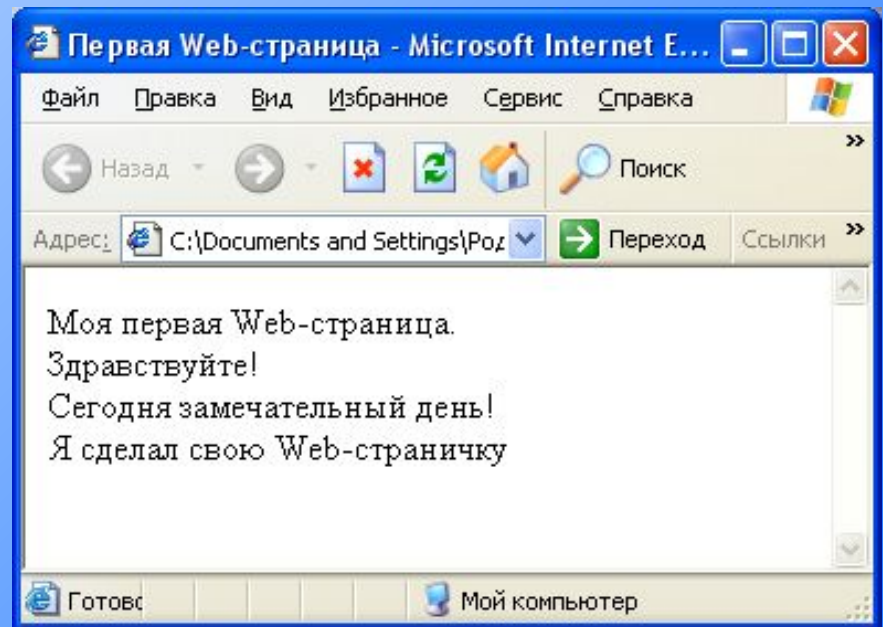 Первая Web-страница - Microsoft Internet E...
Файл Правка Вид Избранное Сервис Справка
Назад Поиск
Адрес: C:\Documents and Settings\Род Переход Ссылки
Моя первая Web-страница.
Здравствуйте!
Сегодня замечательный день!
Я сделал свою Web-страничку
Готово Мой компьютер